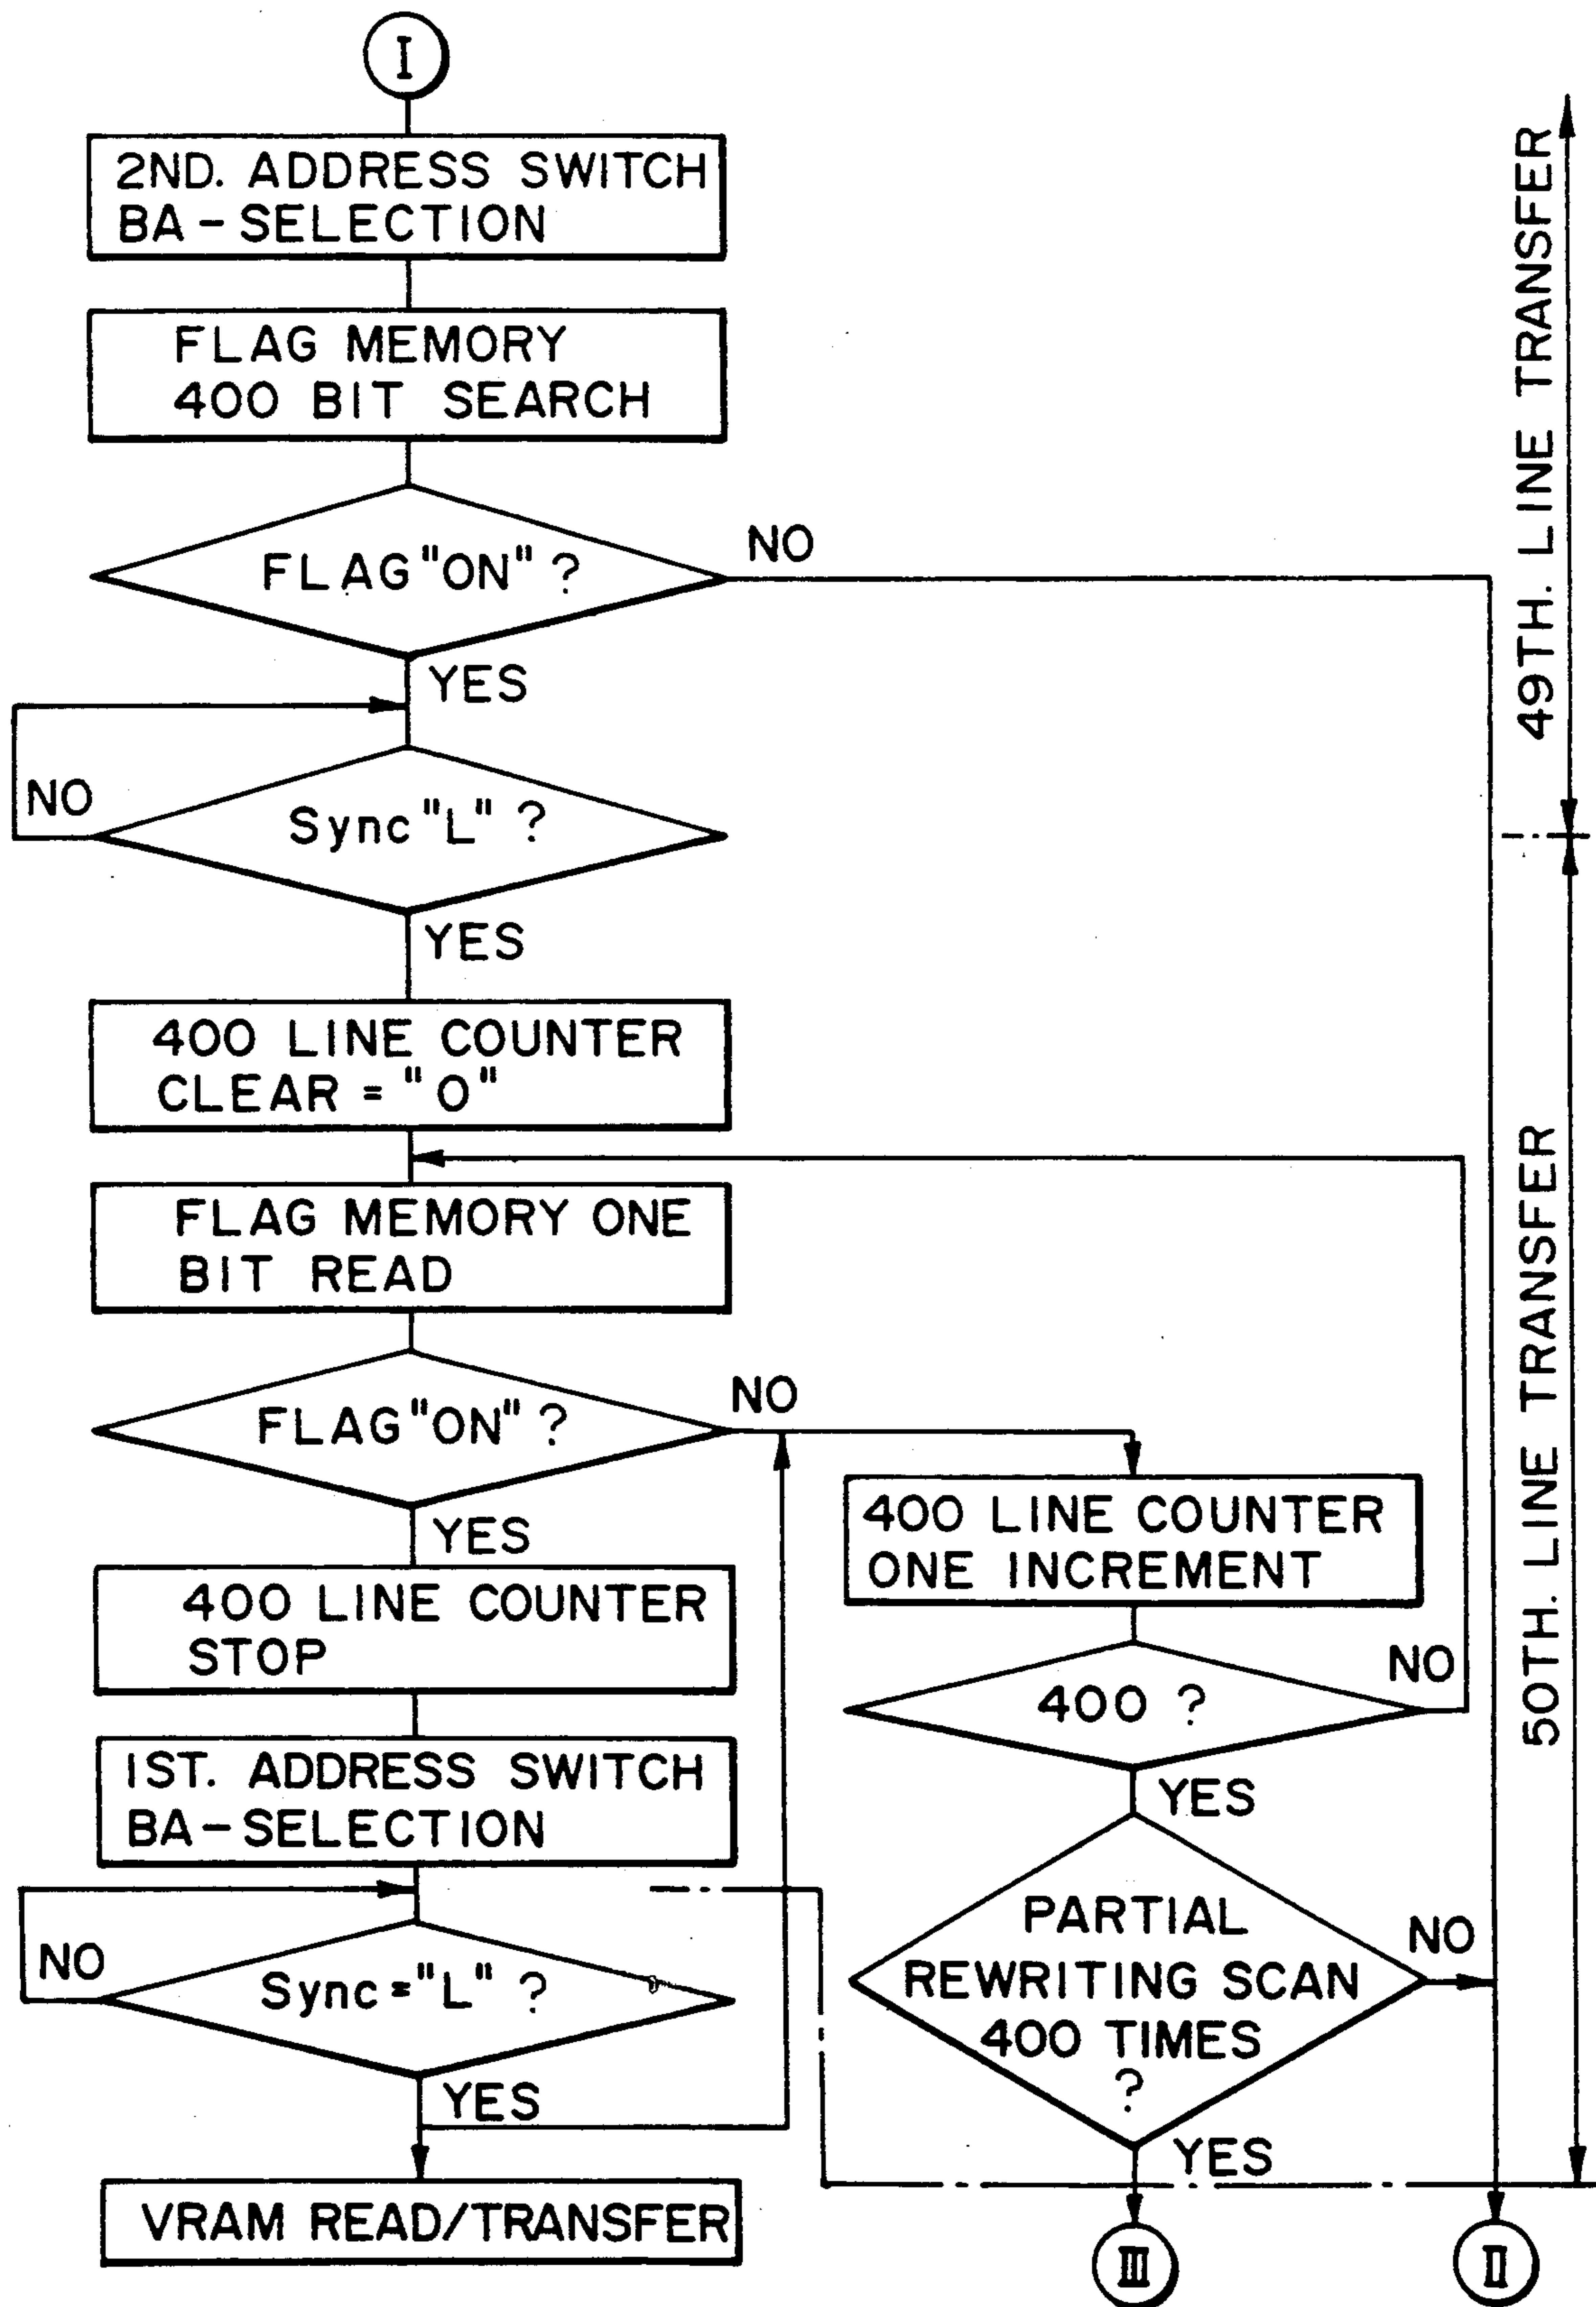 I
2ND. ADDRESS SWITCH
BA-SELECTION
FLAG MEMORY
400 BIT SEARCH
FLAG "ON" ?
NO
YES
NO
Sync "L" ?
YES
49TH. LINE TRANSFER
400 LINE COUNTER
CLEAR = "0"
FLAG MEMORY ONE
BIT READ
FLAG "ON" ?
NO
YES
400 LINE COUNTER
STOP
1ST. ADDRESS SWITCH
BA-SELECTION
NO
Sync = "L" ?
YES
VRAM READ/TRANSFER
400 LINE COUNTER
ONE INCREMENT
400 ?
NO
YES
PARTIAL
REWRITING SCAN
400 TIMES
?
NO
YES
50TH. LINE TRANSFER
III
II